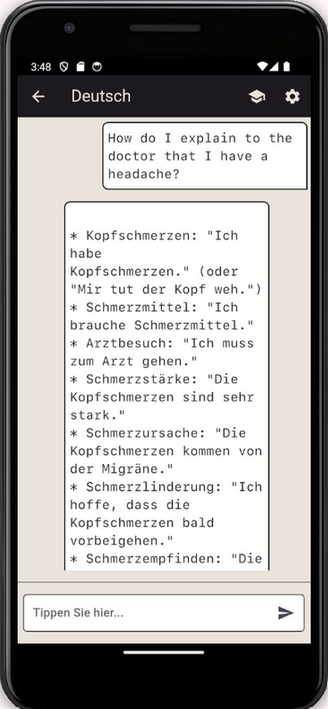 3:48
Deutsch
How do I explain to the
doctor that I have a
headache?
* Kopfschmerzen: "Ich
habe
Kopfschmerzen." (oder
"Mir tut der Kopf weh.")
* Schmerzmittel: "Ich
brauche Schmerzmittel."
* Arztbesuch: "Ich muss
zum Arzt gehen."
* Schmerzstärke: "Die
Kopfschmerzen sind sehr
stark."
* Schmerzursache: "Die
Kopfschmerzen kommen von
der Migräne."
* Schmerzlinderung: "Ich
hoffe, dass die
Kopfschmerzen bald
vorbeigehen."
* Schmerzempfinden: "Die
Tippen Sie hier...